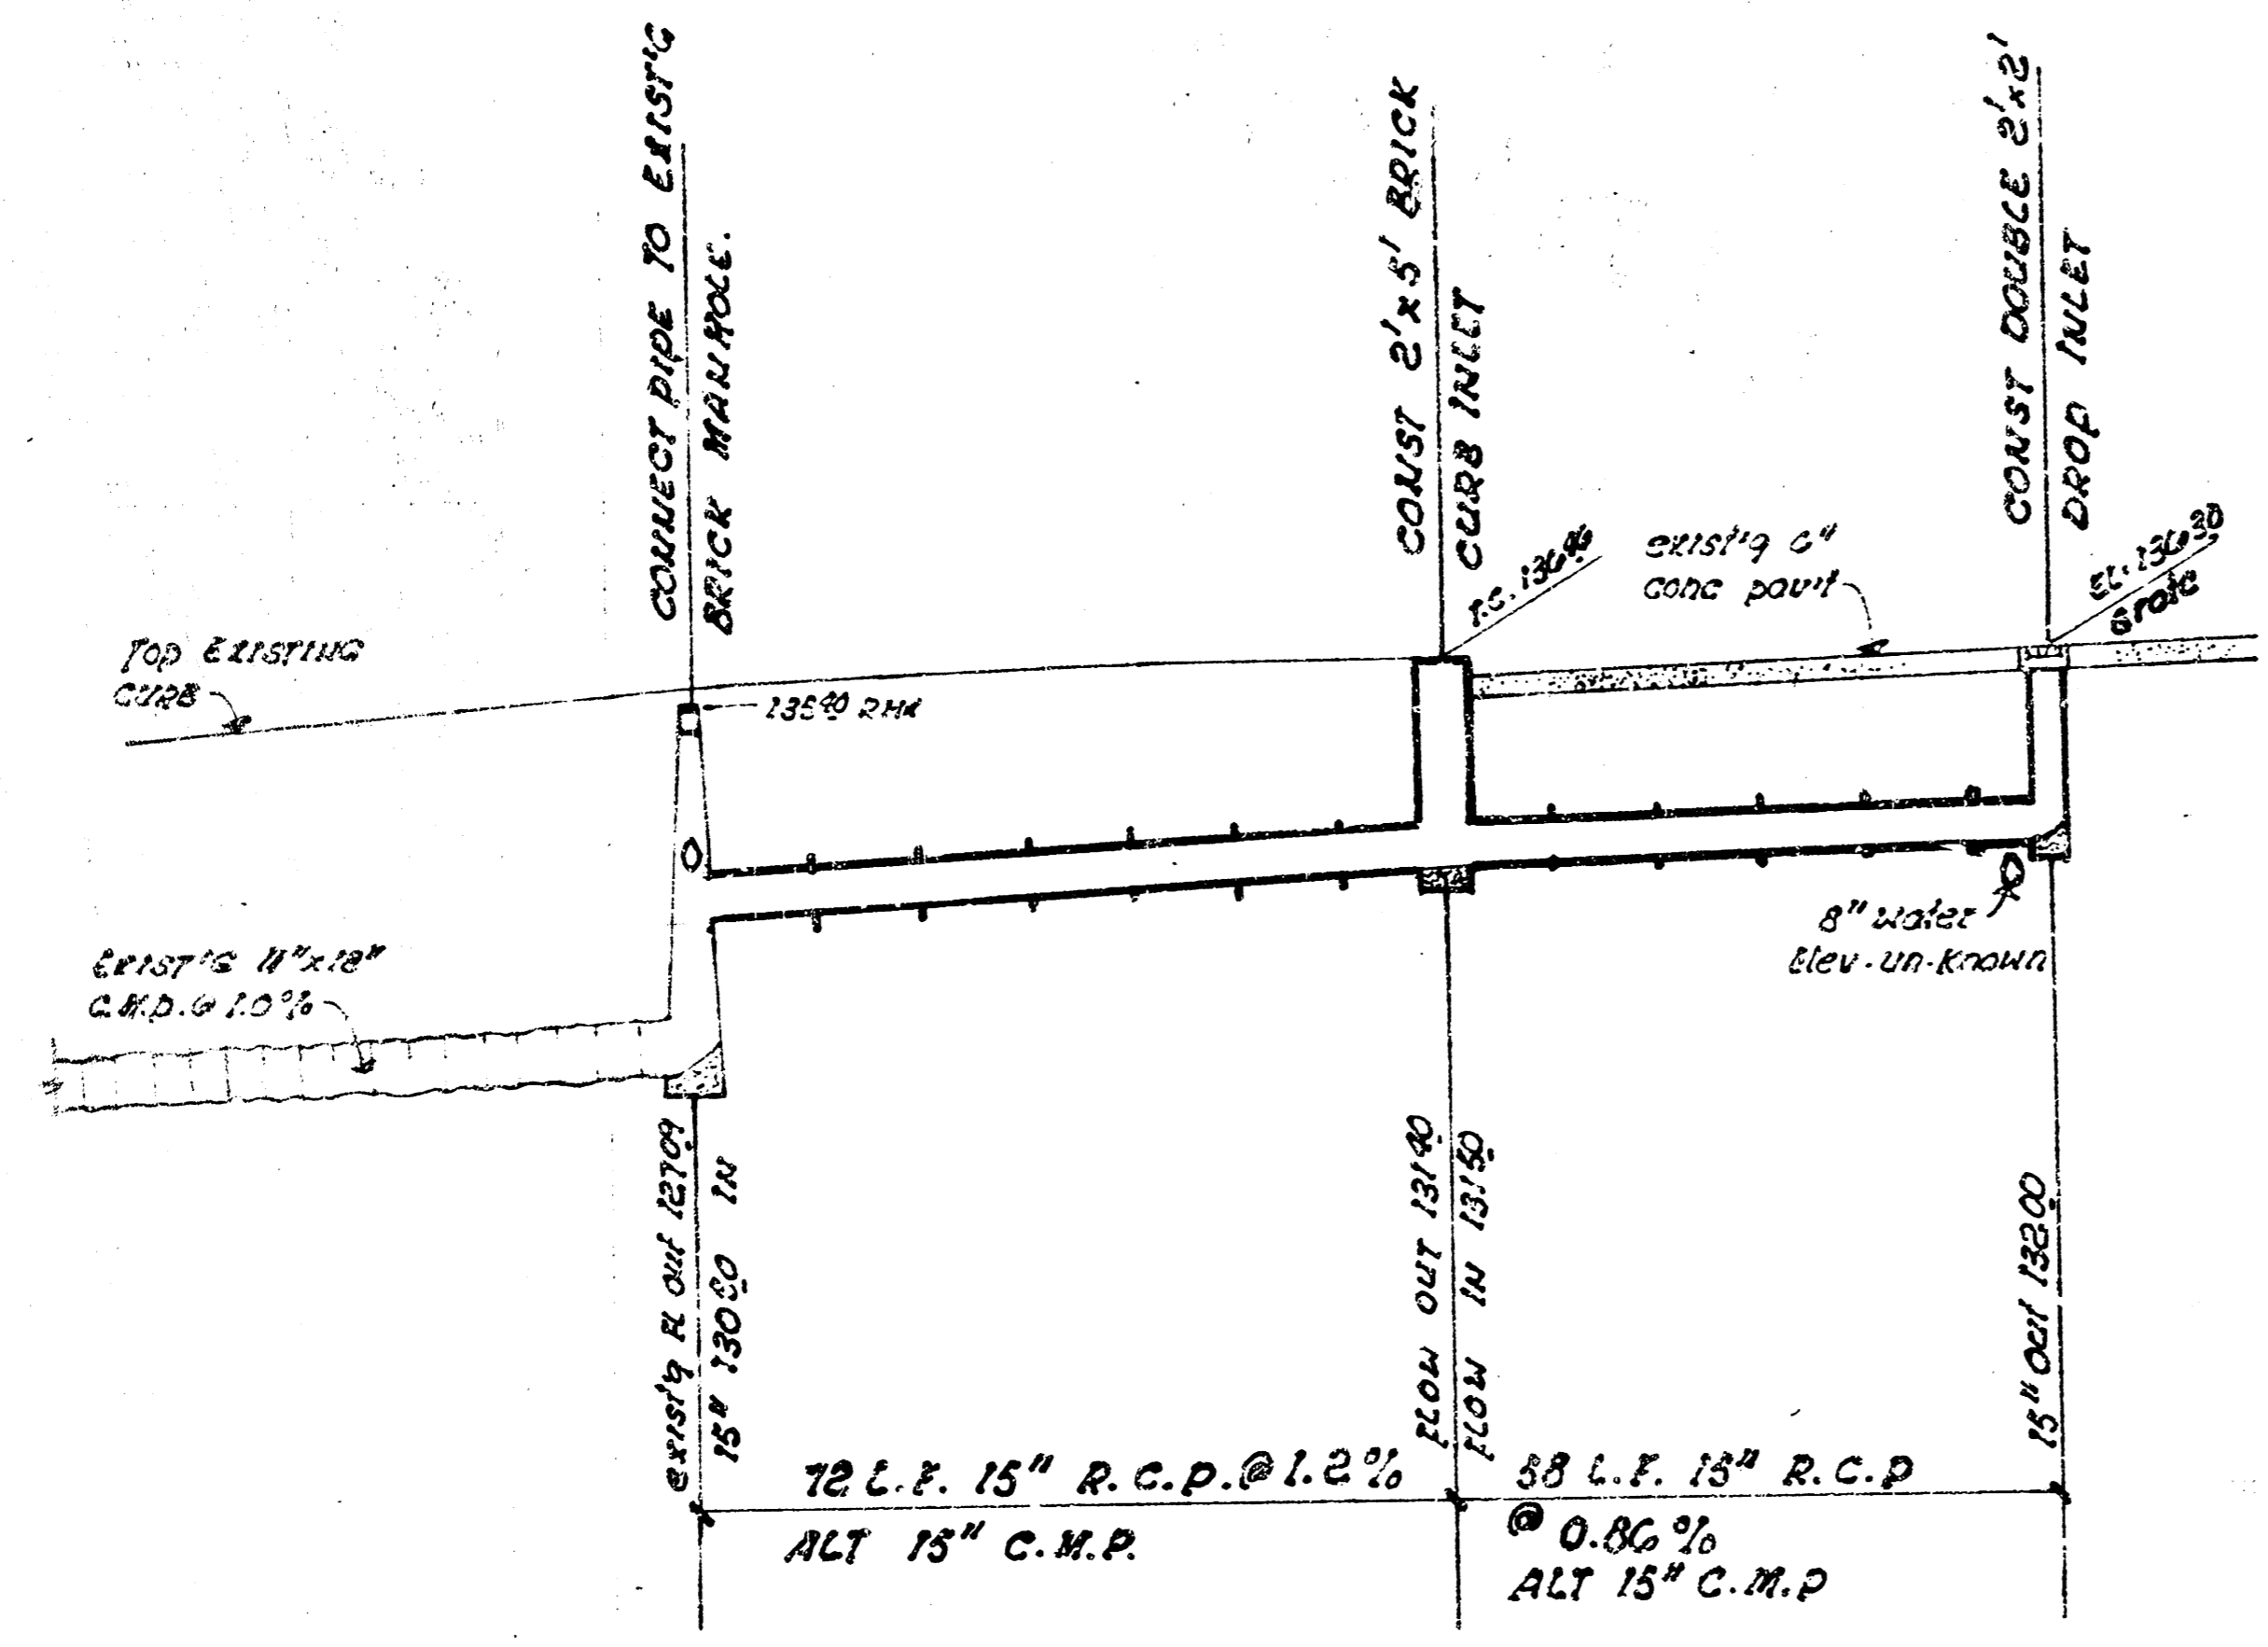 CONNECT PIPE TO EXIST'G
BRICK MANHOLE.
CONST 2'x5' BRICK
CURB INLET
CONST DOUBLE 2'x2'
DROP INLET
T.C. 136.46
exist'g 6"
conc pav't
EL. 136.30
Grate
TOP EXISTING
CURB
135.40
8" water
Elev. un-known
EXIST'G 11"x18"
C.M.P. @ 1.0%
exist'g FL out 127.09
15" 130 IN
FLOW OUT 131.40
FLOW IN 131.50
15" out 132.00
72 L.F. 15" R.C.P. @ 1.2%
ALT 15" C.M.P.
58 L.F. 15" R.C.P
@ 0.86%
ALT 15" C.M.P